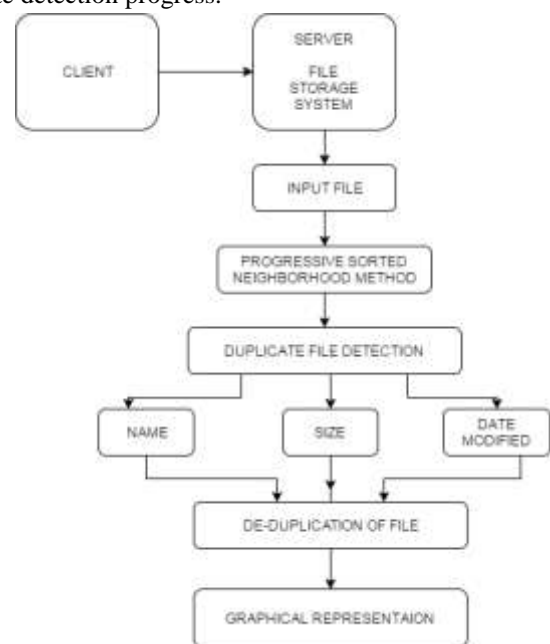 detection progress.
CLIENT
SERVER
FILE
STORAGE
SYSTEM
INPUT FILE
PROGRESSIVE SORTED
NEIGHBORHOOD METHOD
DUPLICATE FILE DETECTION
NAME
SIZE
DATE
MODIFIED
DE-DUPLICATION OF FILE
GRAPHICAL REPRESENTAION